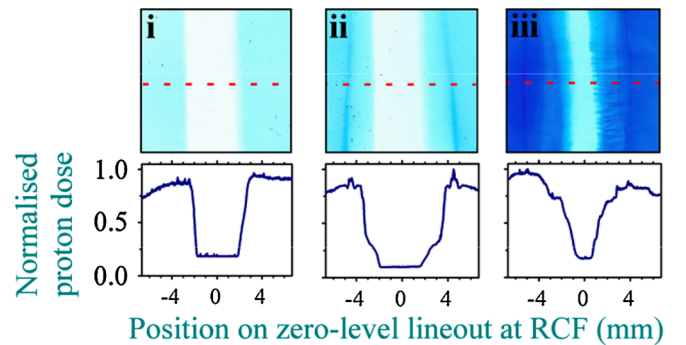 i
ii
iii
Normalised
proton dose
1.0
0.5
0.0
-4 0 4
-4 0 4
-4 0 4
Position on zero-level lineout at RCF (mm)